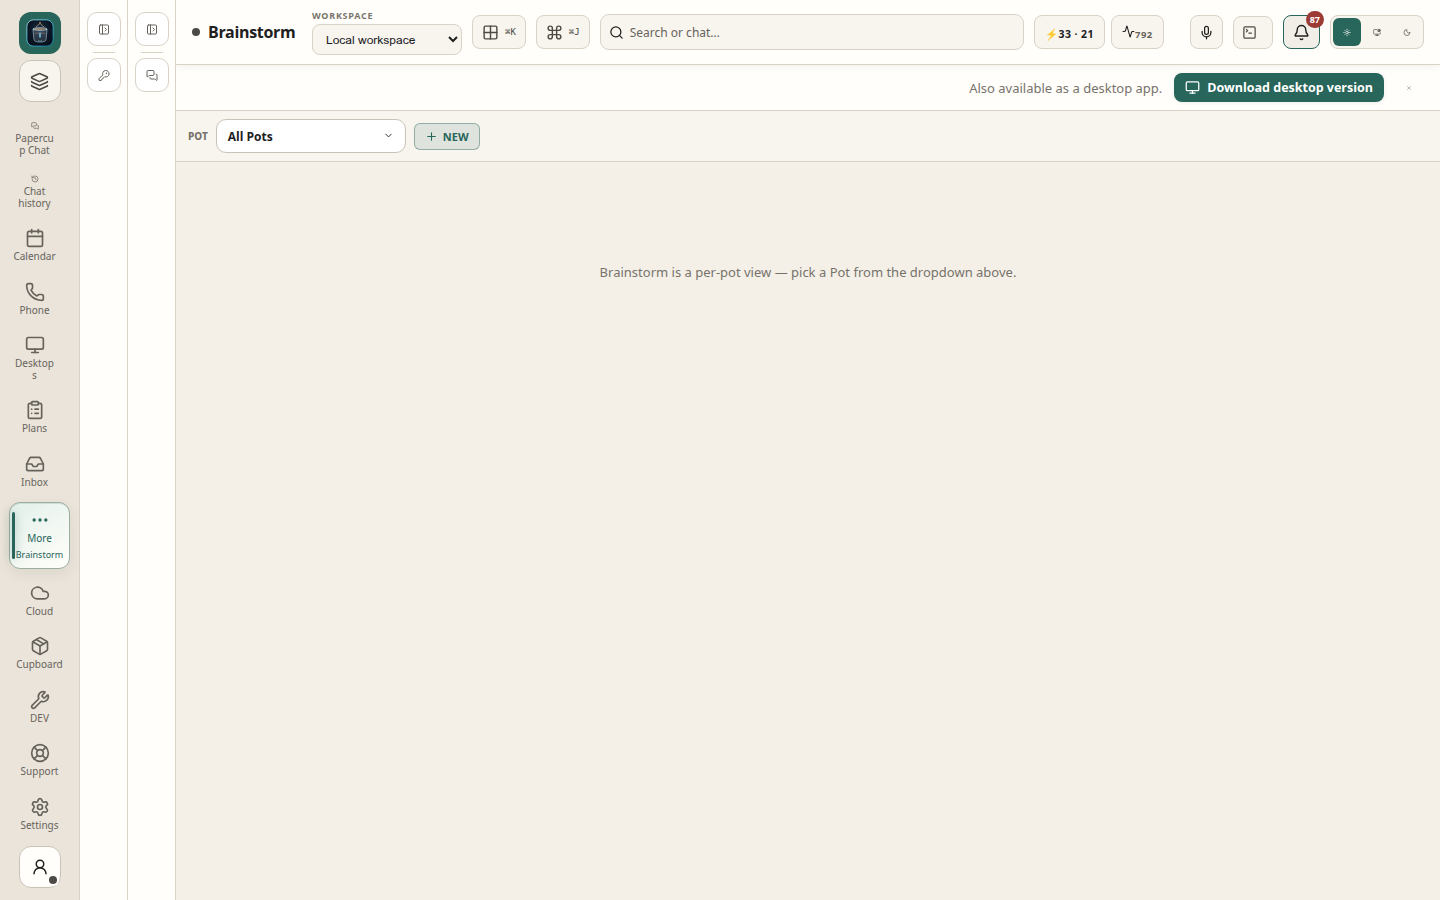 Papercu
p Chat
Chat
history
Calendar
Phone
Desktop
s
Plans
Inbox
More
Brainstorm
Cloud
Cupboard
DEV
Support
Settings
Brainstorm
WORKSPACE
Local workspace
⌘K
⌘J
Search or chat...
⚡33 · 21
792
87
Also available as a desktop app.
Download desktop version
×
POT
All Pots
+ NEW
Brainstorm is a per-pot view — pick a Pot from the dropdown above.